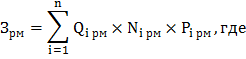 З_рм = ∑_{i=1}^{n} Q_{i рм} × N_{i рм} × P_{i рм}, где